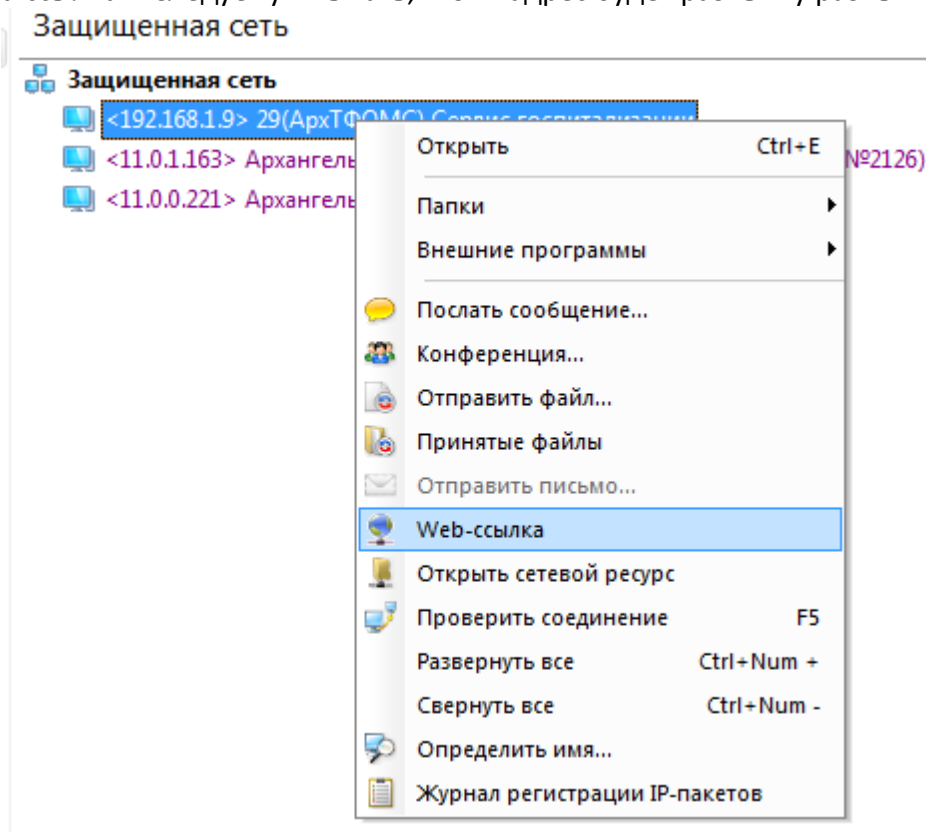 Защищенная сеть
Защищенная сеть
<192.168.1.9> 29(АрхТФОМС) Сервис госпитализации
<11.0.1.163> Архангель №2126)
<11.0.0.221> Архангель
Открыть Ctrl+E
Папки
Внешние программы
Послать сообщение...
Конференция...
Отправить файл...
Принятые файлы
Отправить письмо...
Web-ссылка
Открыть сетевой ресурс
Проверить соединение F5
Развернуть все Ctrl+Num +
Свернуть все Ctrl+Num -
Определить имя...
Журнал регистрации IP-пакетов